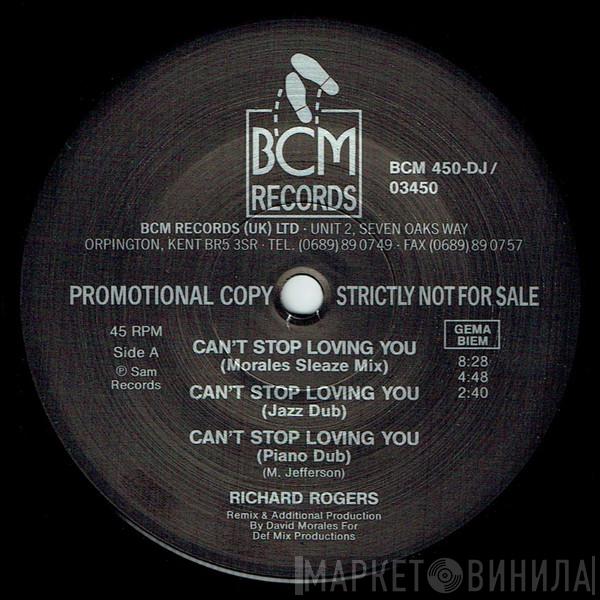 BCM
RECORDS
BCM 450-DJ/
03450
BCM RECORDS (UK) LTD · UNIT 2, SEVEN OAKS WAY
ORPINGTON, KENT BR5 3SR · TEL. (0689) 89 07 49 · FAX (0689) 89 07 57
PROMOTIONAL COPY STRICTLY NOT FOR SALE
45 RPM
Side A
℗ Sam
Records
GEMA
BIEM
CAN'T STOP LOVING YOU
(Morales Sleaze Mix)
8:28
CAN'T STOP LOVING YOU
(Jazz Dub)
4:48
CAN'T STOP LOVING YOU
(Piano Dub)
2:40
(M. Jefferson)
RICHARD ROGERS
Remix & Additional Production
By David Morales For
Def Mix Productions
МАРКЕТ ВИНИЛА